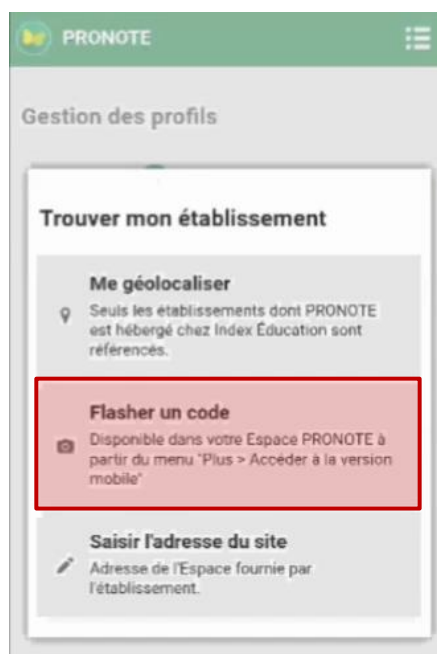 PRONOTE
Gestion des profils
Trouver mon établissement
Me géolocaliser
Seuls les établissements dont PRONOTE
est hébergé chez Index Éducation sont
référencés.
Flasher un code
Disponible dans votre Espace PRONOTE à
partir du menu "Plus > Accéder à la version
mobile"
Saisir l'adresse du site
Adresse de l'Espace fournie par
l'établissement.